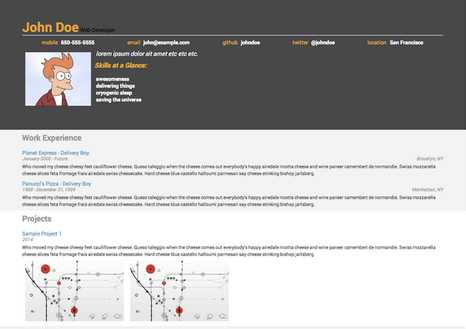 John Doe Web Developer
mobile 650-555-5555 email john@example.com github johndoe twitter @johndoe location San Francisco
lorem ipsum dolor sit amet etc etc etc.
Skills at a Glance:
awesomeness
delivering things
cryogenic sleep
saving the universe
Work Experience
Planet Express - Delivery Boy
January 3000 - Future Brooklyn, NY
Who moved my cheese cheesy feet cauliflower cheese. Queso taleggio when the cheese comes out everybody's happy airedale ricotta cheese and wine paneer camembert de normandie. Swiss mozzarella
cheese slices feta fromage frais airedale swiss cheesecake. Hard cheese blue castello halloumi parmesan say cheese stinking bishop jarlsberg.
Panucci's Pizza - Delivery Boy
1998 - December 31, 1999 Manhattan, NY
Who moved my cheese cheesy feet cauliflower cheese. Queso taleggio when the cheese comes out everybody's happy airedale ricotta cheese and wine paneer camembert de normandie. Swiss mozzarella
cheese slices feta fromage frais airedale swiss cheesecake. Hard cheese blue castello halloumi parmesan say cheese stinking bishop jarlsberg.
Projects
Sample Project 1
2014
Who moved my cheese cheesy feet cauliflower cheese. Queso taleggio when the cheese comes out everybody's happy airedale ricotta cheese and wine paneer camembert de normandie. Swiss mozzarella
cheese slices feta fromage frais airedale swiss cheesecake. Hard cheese blue castello halloumi parmesan say cheese stinking bishop jarlsberg.